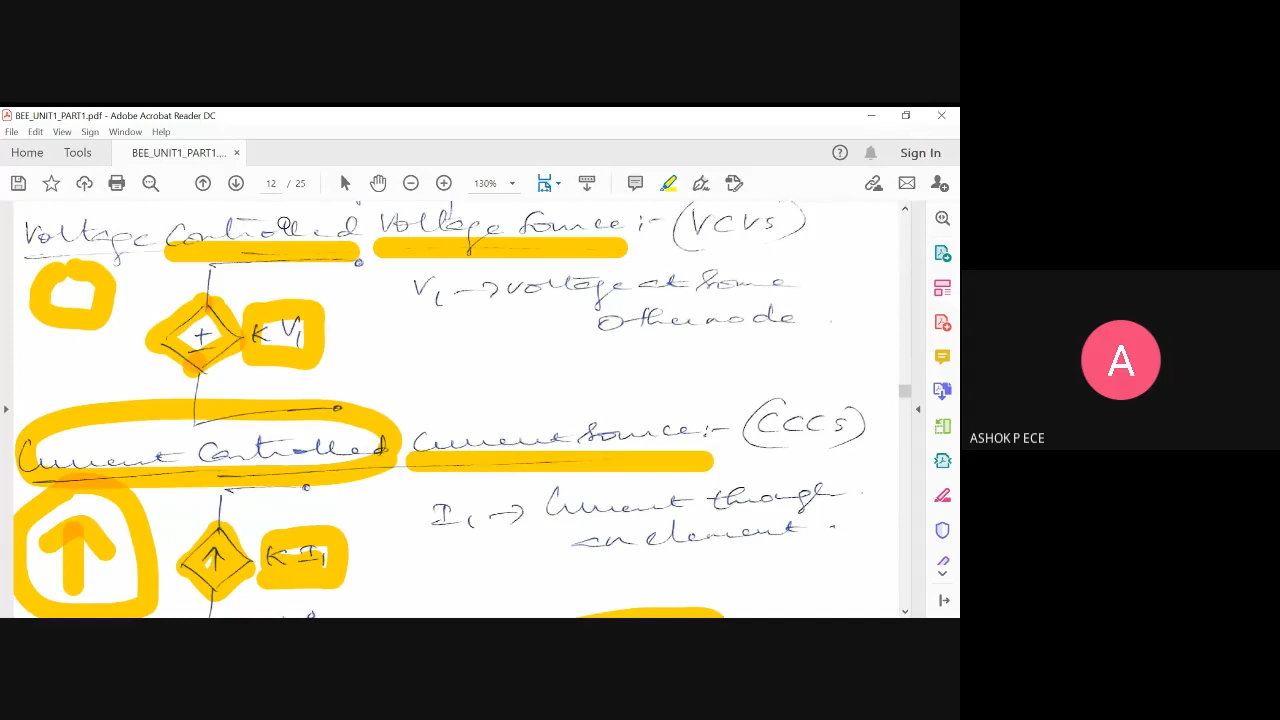 BEE_UNIT1_PART1.pdf - Adobe Acrobat Reader DC
File Edit View Window Help
Sign
Home Tools BEE_UNIT1_PART1.... × Sign In
12 / 25 130%
Voltage Controlled Voltage Source :- (VCVS)
V1 → voltage at some
other node .
+
-
K V1
Current Controlled Current Source :- (CCCS)
I1 → Current through
an element .
K I1
A
ASHOK P ECE